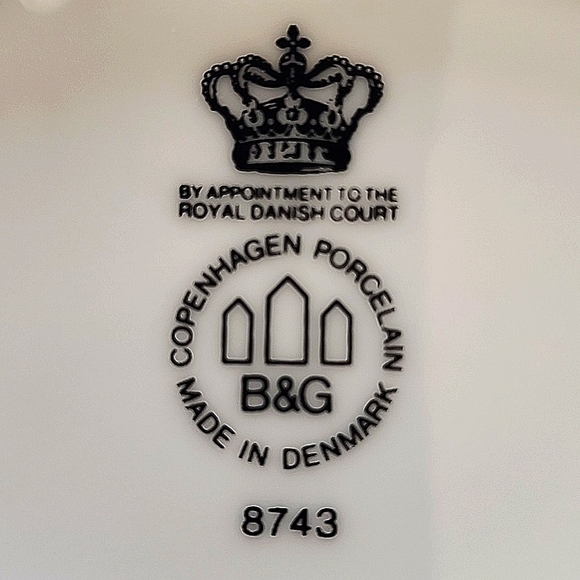 BY APPOINTMENT TO THE
ROYAL DANISH COURT
COPENHAGEN PORCELAIN
B&G
MADE IN DENMARK
8743